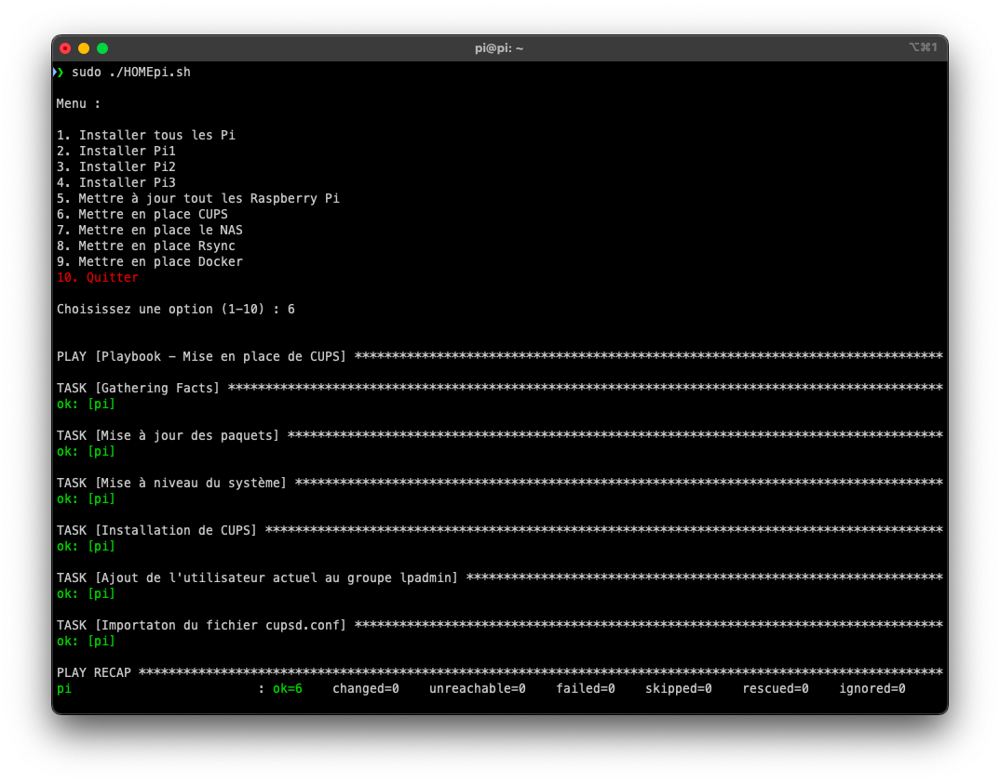 pi@pi: ~
⌥⌘1
❯ sudo ./HOMEpi.sh
Menu :
1. Installer tous les Pi
2. Installer Pi1
3. Installer Pi2
4. Installer Pi3
5. Mettre à jour tout les Raspberry Pi
6. Mettre en place CUPS
7. Mettre en place le NAS
8. Mettre en place Rsync
9. Mettre en place Docker
10. Quitter
Choisissez une option (1-10) : 6
PLAY [Playbook - Mise en place de CUPS] *******************************************************************************
TASK [Gathering Facts] ************************************************************************************************
ok: [pi]
TASK [Mise à jour des paquets] ****************************************************************************************
ok: [pi]
TASK [Mise à niveau du système] ***************************************************************************************
ok: [pi]
TASK [Installation de CUPS] *******************************************************************************************
ok: [pi]
TASK [Ajout de l'utilisateur actuel au groupe lpadmin] ****************************************************************
ok: [pi]
TASK [Importaton du fichier cupsd.conf] *******************************************************************************
ok: [pi]
PLAY RECAP ************************************************************************************************************
pi                         : ok=6    changed=0    unreachable=0    failed=0    skipped=0    rescued=0    ignored=0